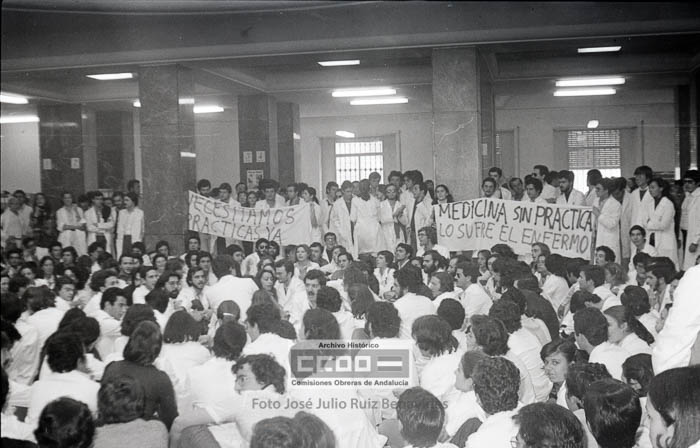 NECESITAMOS
PRACTICAS YA
MEDICINA SIN PRACTICA
LO SUFRE EL ENFERMO
Archivo Histórico
CCOO
Comisiones Obreras de Andalucía
Foto José Julio Ruiz Benavides